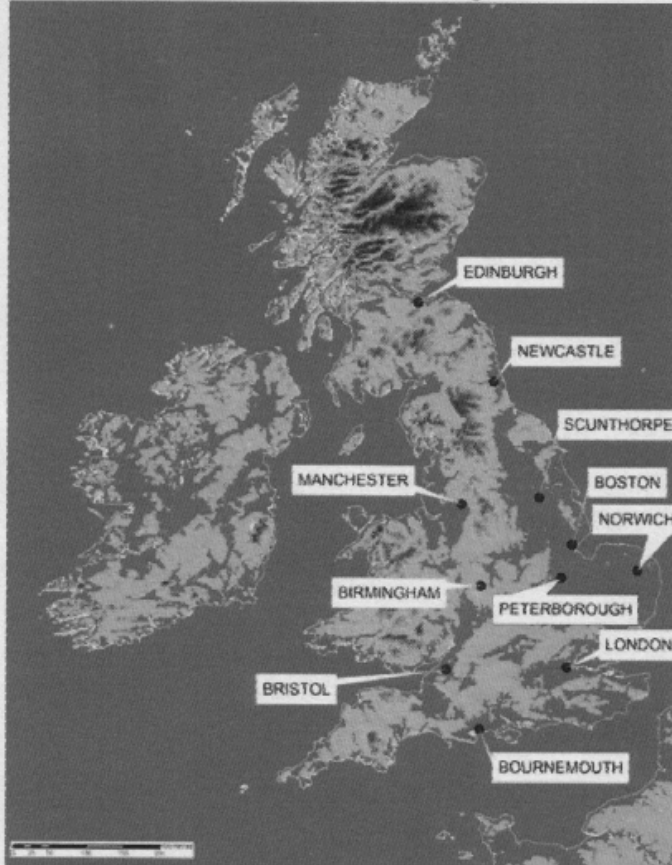 EDINBURGH
NEWCASTLE
SCUNTHORPE
MANCHESTER
BOSTON
NORWICH
BIRMINGHAM
PETERBOROUGH
LONDON
BRISTOL
BOURNEMOUTH